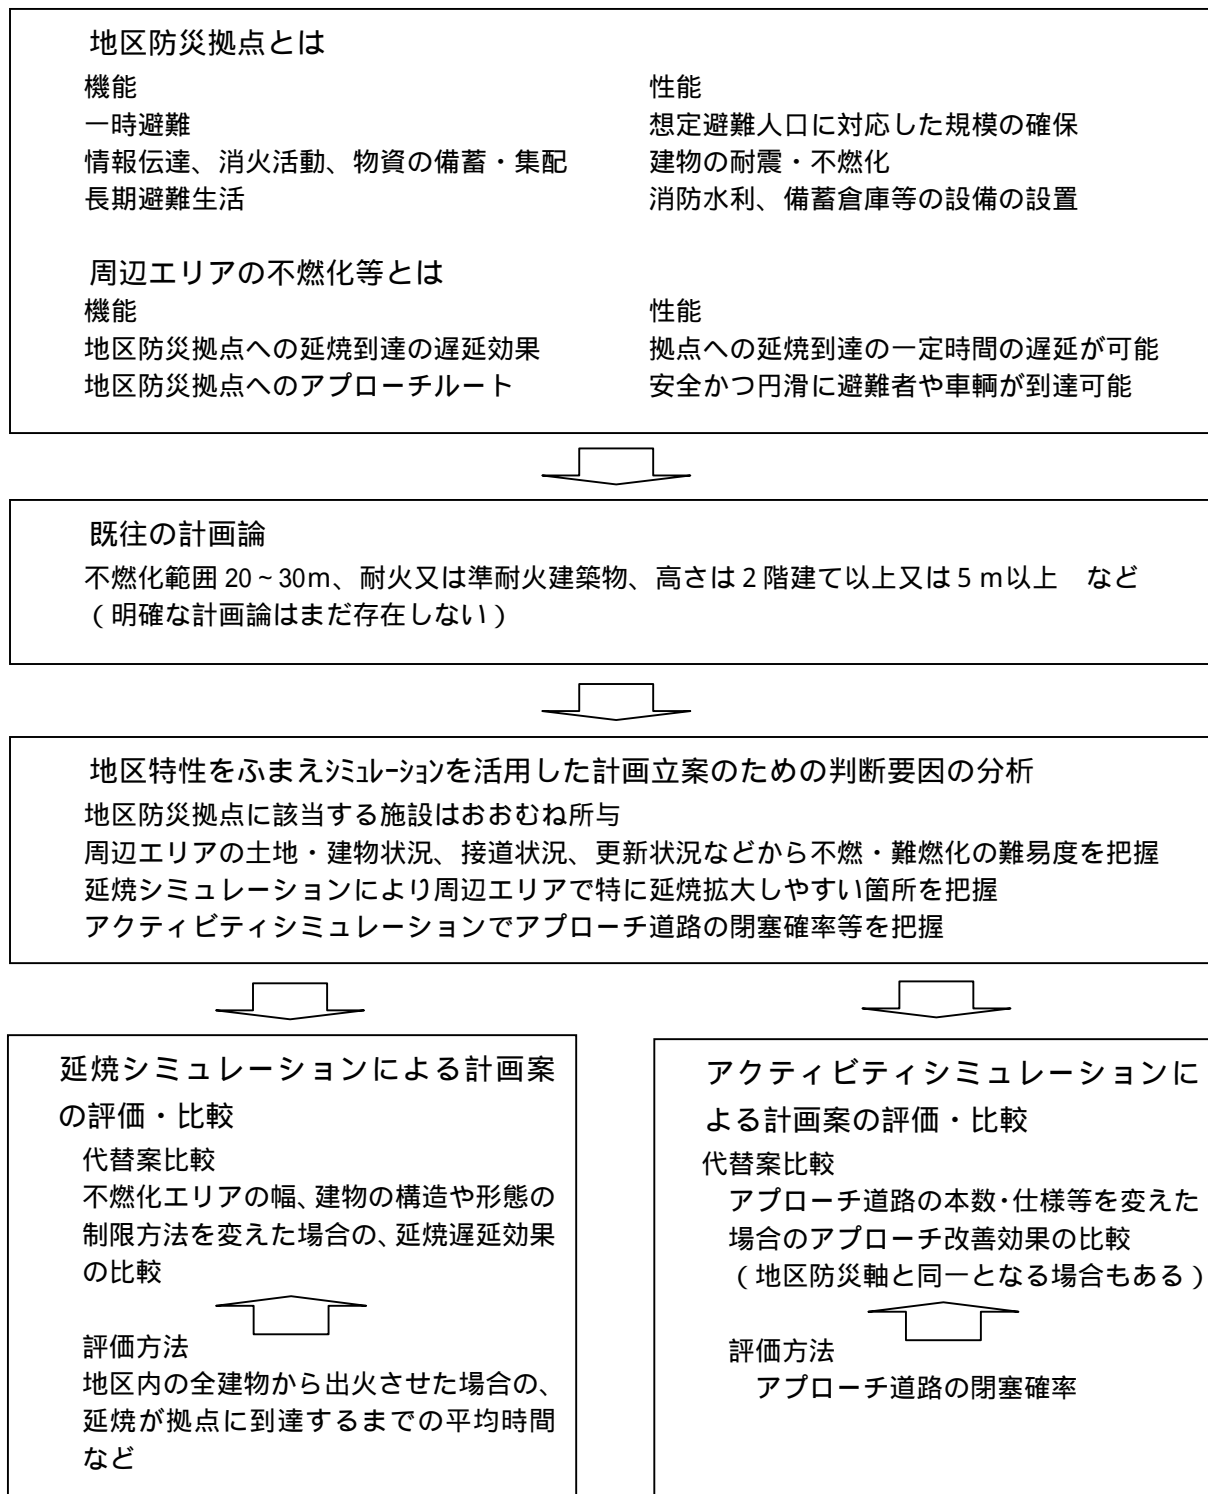 地区防災拠点とは
機能
一時避難
情報伝達、消火活動、物資の備蓄・集配
長期避難生活
性能
想定避難人口に対応した規模の確保
建物の耐震・不燃化
消防水利、備蓄倉庫等の設備の設置
周辺エリアの不燃化等とは
機能
地区防災拠点への延焼到達の遅延効果
地区防災拠点へのアプローチルート
性能
拠点への延焼到達の一定時間の遅延が可能
安全かつ円滑に避難者や車輌が到達可能
既往の計画論
不燃化範囲 20~30m、耐火又は準耐火建築物、高さは2階建て以上又は5m以上　など
(明確な計画論はまだ存在しない)
地区特性をふまえｼﾐｭﾚｰｼｮﾝを活用した計画立案のための判断要因の分析
地区防災拠点に該当する施設はおおむね所与
周辺エリアの土地・建物状況、接道状況、更新状況などから不燃・難燃化の難易度を把握
延焼シミュレーションにより周辺エリアで特に延焼拡大しやすい箇所を把握
アクティビティシミュレーションでアプローチ道路の閉塞確率等を把握
延焼シミュレーションによる計画案
の評価・比較
代替案比較
不燃化エリアの幅、建物の構造や形態の
制限方法を変えた場合の、延焼遅延効果
の比較
評価方法
地区内の全建物から出火させた場合の、
延焼が拠点に到達するまでの平均時間
など
アクティビティシミュレーションに
よる計画案の評価・比較
代替案比較
アプローチ道路の本数・仕様等を変えた
場合のアプローチ改善効果の比較
(地区防災軸と同一となる場合もある)
評価方法
アプローチ道路の閉塞確率